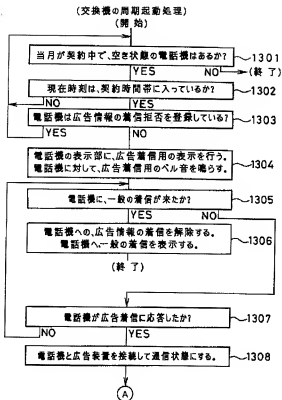 (交換機の周期起動処理)
(開 始)
当月が契約中で、空き状態の電話機はあるか?
1301
YES
NO
(終 了)
現在時刻は、契約時間帯に入っているか?
1302
NO
YES
電話機は広告情報の着信拒否を登録している?
1303
YES
NO
電話機の表示部に、広告着信用の表示を行う。
電話機に対して、広告着信用のベル音を鳴らす。
1304
電話機に、一般の着信が来たか?
1305
YES
NO
電話機への、広告情報の着信を解除する。
電話機へ一般の着信を表示する。
1306
(終 了)
電話機が広告着信に応答したか?
1307
NO
YES
電話機と広告装置を接続して通信状態にする。
1308
A